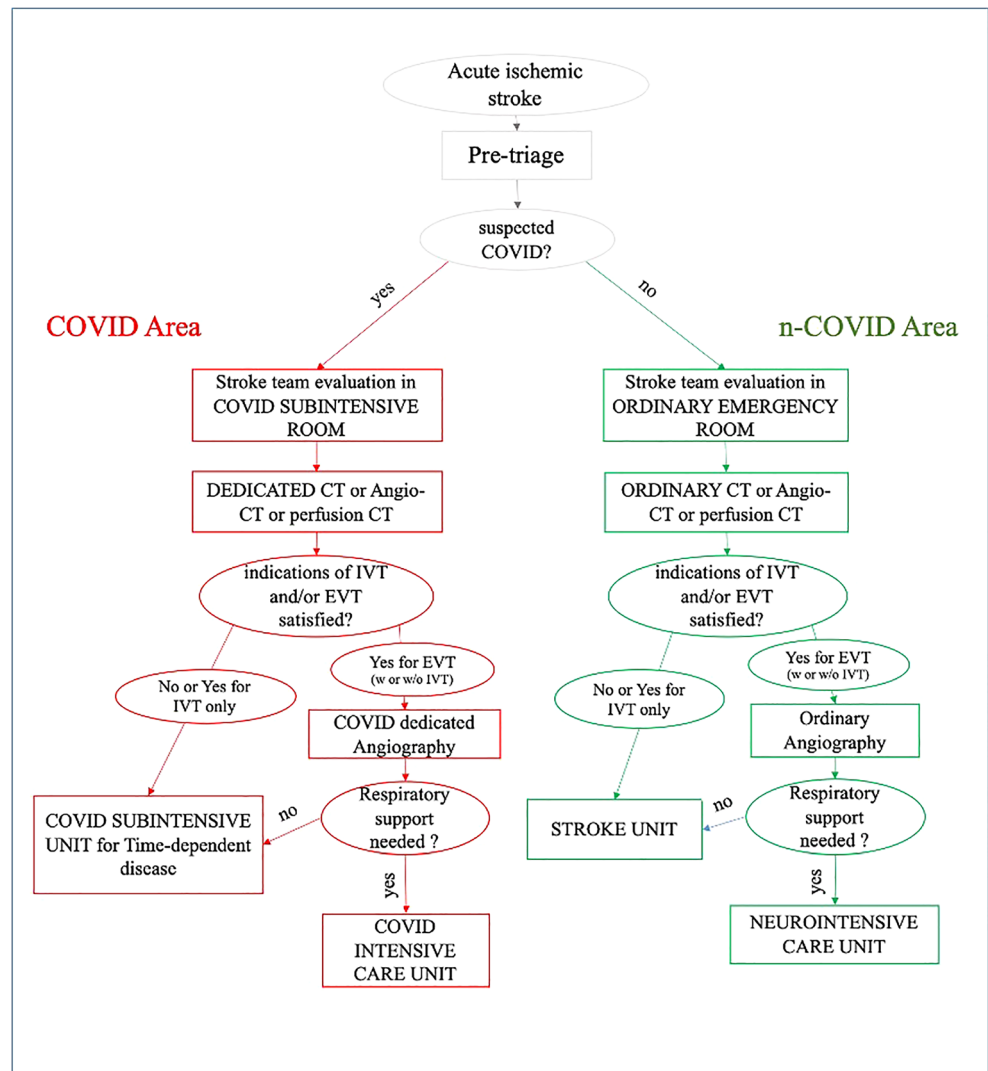 Acute ischemic
stroke
Pre-triage
suspected
COVID?
yes
no
COVID Area
n-COVID Area
Stroke team evaluation in
COVID SUBINTENSIVE
ROOM
Stroke team evaluation in
ORDINARY EMERGENCY
ROOM
DEDICATED CT or Angio-
CT or perfusion CT
ORDINARY CT or Angio-
CT or perfusion CT
indications of IVT
and/or EVT
satisfied?
indications of IVT
and/or EVT
satisfied?
No or Yes for
IVT only
Yes for EVT
(w or w/o IVT)
No or Yes for
IVT only
Yes for EVT
(w or w/o IVT)
COVID dedicated
Angiography
Ordinary
Angiography
COVID SUBINTENSIVE
UNIT for Time-dependent
disease
no
Respiratory
support
needed ?
STROKE UNIT
no
Respiratory
support
needed?
yes
yes
COVID
INTENSIVE
CARE UNIT
NEUROINTENSIVE
CARE UNIT